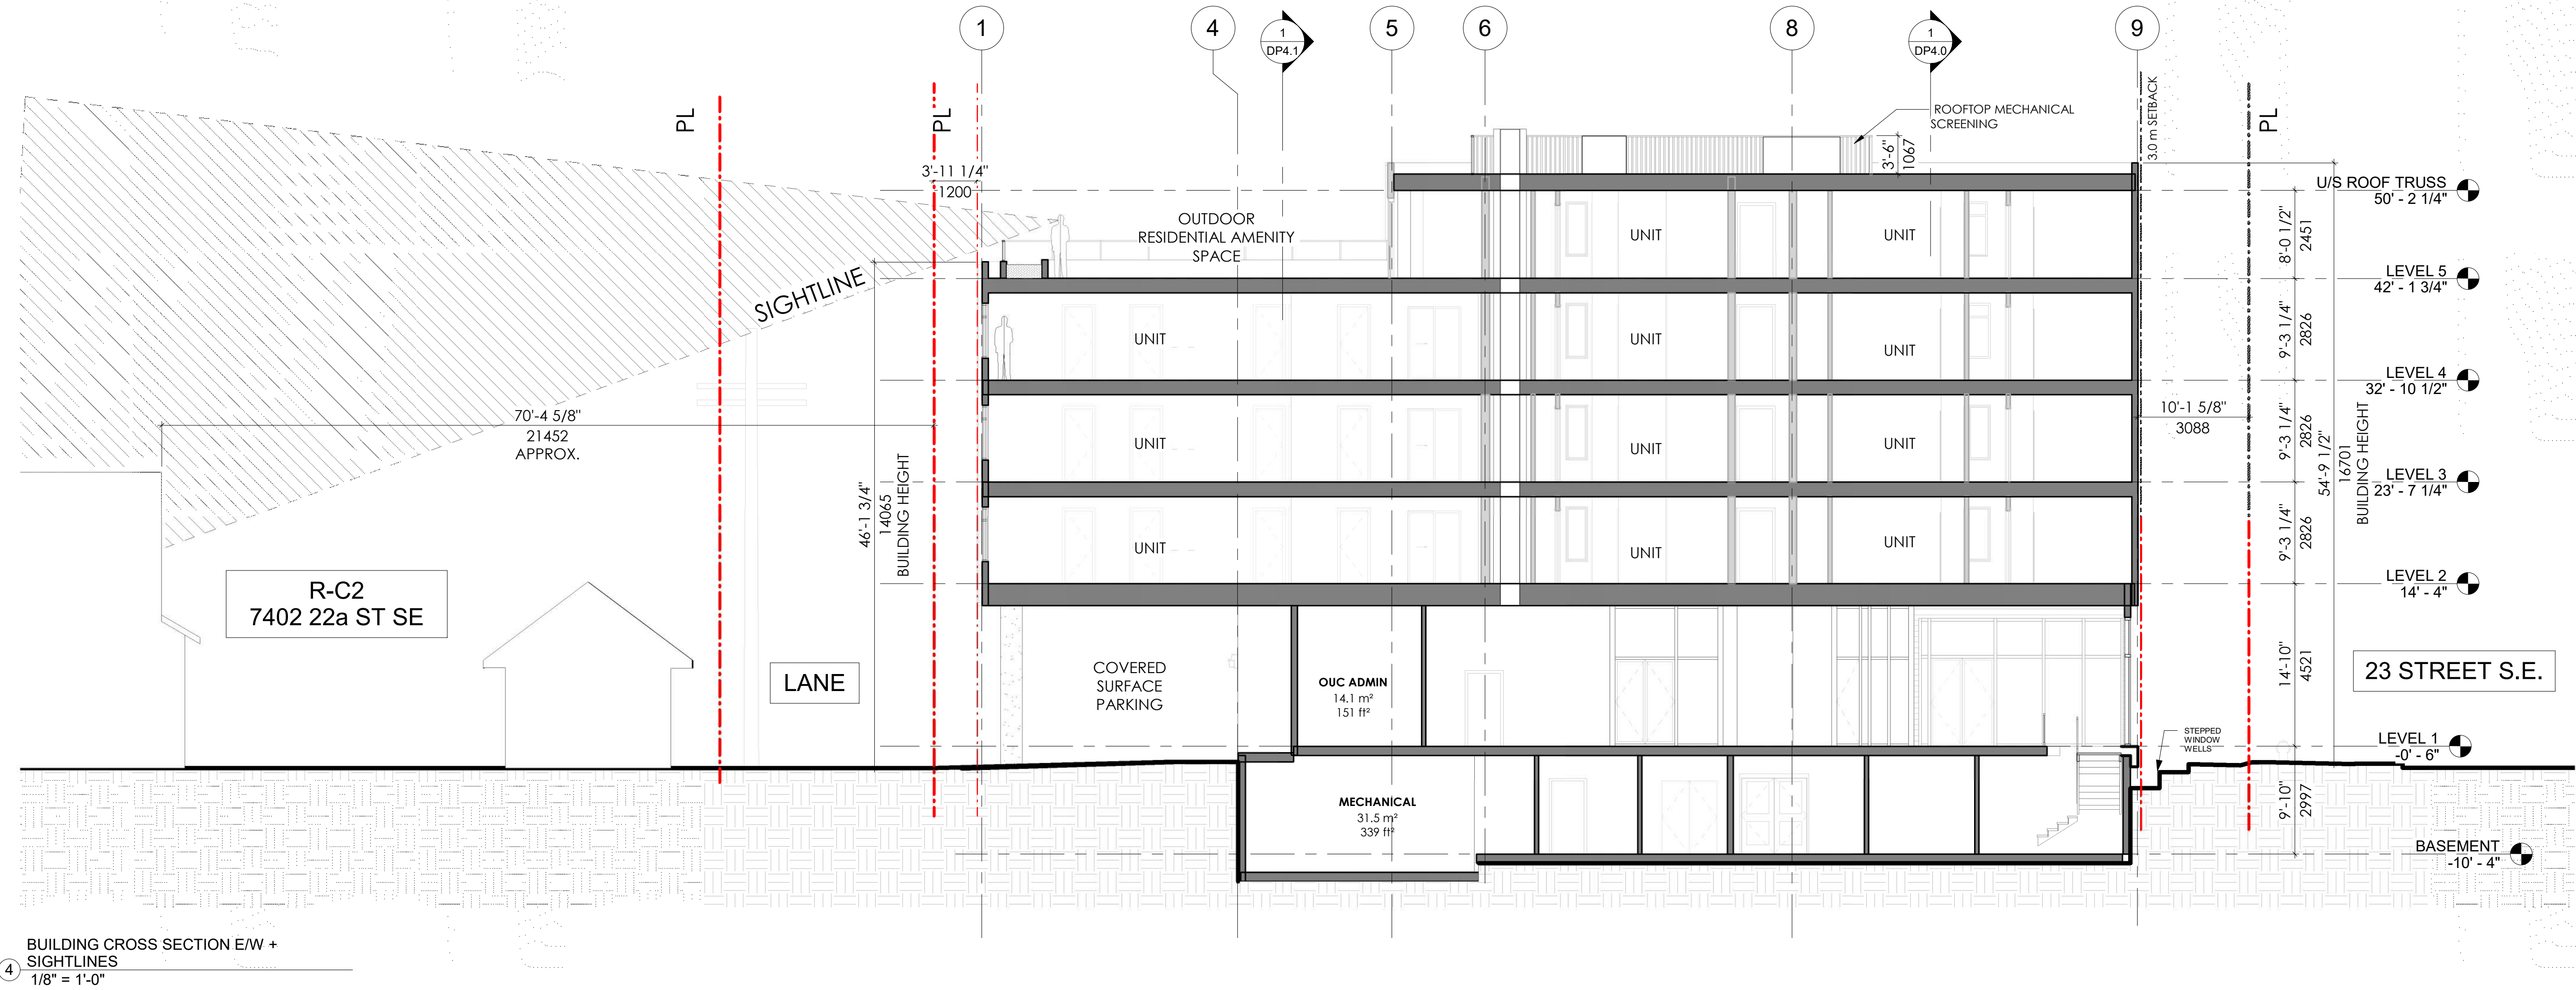 1
4
1
DP4.1
5
6
8
1
DP4.0
9
PL
PL
3.0 m SETBACK
PL
ROOFTOP MECHANICAL
SCREENING
3'-6"
1067
3'-11 1/4"
1200
U/S ROOF TRUSS
50' - 2 1/4"
OUTDOOR
RESIDENTIAL AMENITY
SPACE
UNIT
UNIT
8'-0 1/2"
2451
SIGHTLINE
LEVEL 5
42' - 1 3/4"
UNIT
UNIT
UNIT
9'-3 1/4"
2826
LEVEL 4
32' - 10 1/2"
70'-4 5/8"
21452
APPROX.
10'-1 5/8"
3088
UNIT
UNIT
UNIT
9'-3 1/4"
2826
54'-9 1/2"
16701
BUILDING HEIGHT
46'-1 3/4"
14065
BUILDING HEIGHT
LEVEL 3
23' - 7 1/4"
UNIT
UNIT
UNIT
9'-3 1/4"
2826
LEVEL 2
14' - 4"
R-C2
7402 22a ST SE
LANE
COVERED
SURFACE
PARKING
OUC ADMIN
14.1 m²
151 ft²
14'-10"
4521
23 STREET S.E.
STEPPED
WINDOW
WELLS
LEVEL 1
-0' - 6"
MECHANICAL
31.5 m²
339 ft²
9'-10"
2997
BASEMENT
-10' - 4"
4
BUILDING CROSS SECTION E/W +
SIGHTLINES
1/8" = 1'-0"